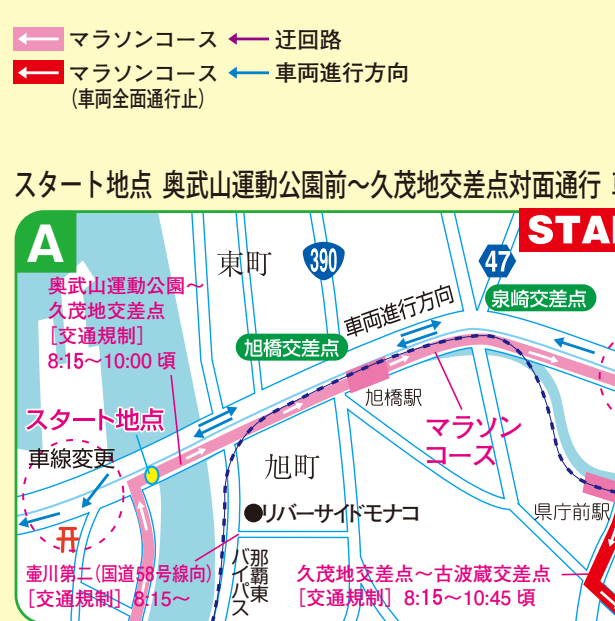 マラソンコース 迂回路
マラソンコース 車両進行方向
(車両全面通行止)
スタート地点 奥武山運動公園前～久茂地交差点対面通行
A
START
東町
390
47
奥武山運動公園～
久茂地交差点
[交通規制]
8:15～10:00 頃
車両進行方向
泉崎交差点
旭橋交差点
旭橋駅
スタート地点
マラソン
コース
車線変更
旭町
●リバーサイドモナコ
県庁前駅
壷川第二(国道58号線向)
[交通規制] 8:15～
那覇東
バイパス
久茂地交差点～古波蔵交差点
[交通規制] 8:15～10:45 頃